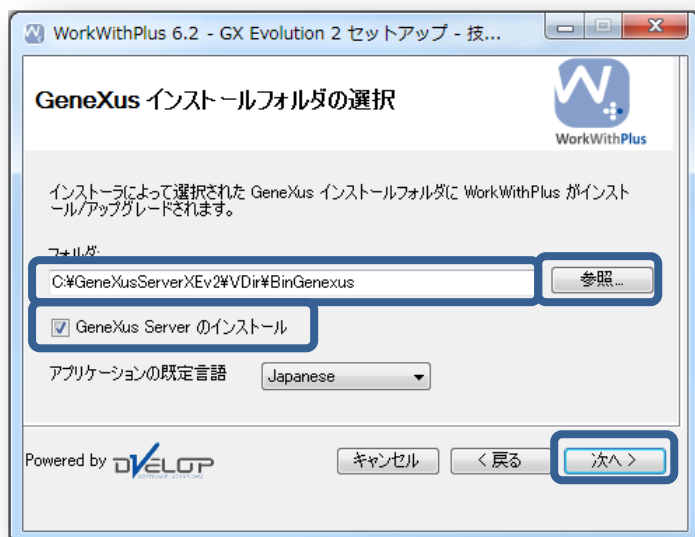 WorkWithPlus 6.2 - GX Evolution 2 セットアップ - 技...
GeneXus インストールフォルダの選択
WorkWithPlus
インストーラによって選択された GeneXus インストールフォルダに WorkWithPlus がインスト
ール/アップグレードされます。
フォルダ:
C:¥GeneXusServerXEv2¥VDir¥BinGenexus
参照...
GeneXus Server のインストール
アプリケーションの既定言語
Japanese
Powered by DVELOP
キャンセル
< 戻る
次へ >